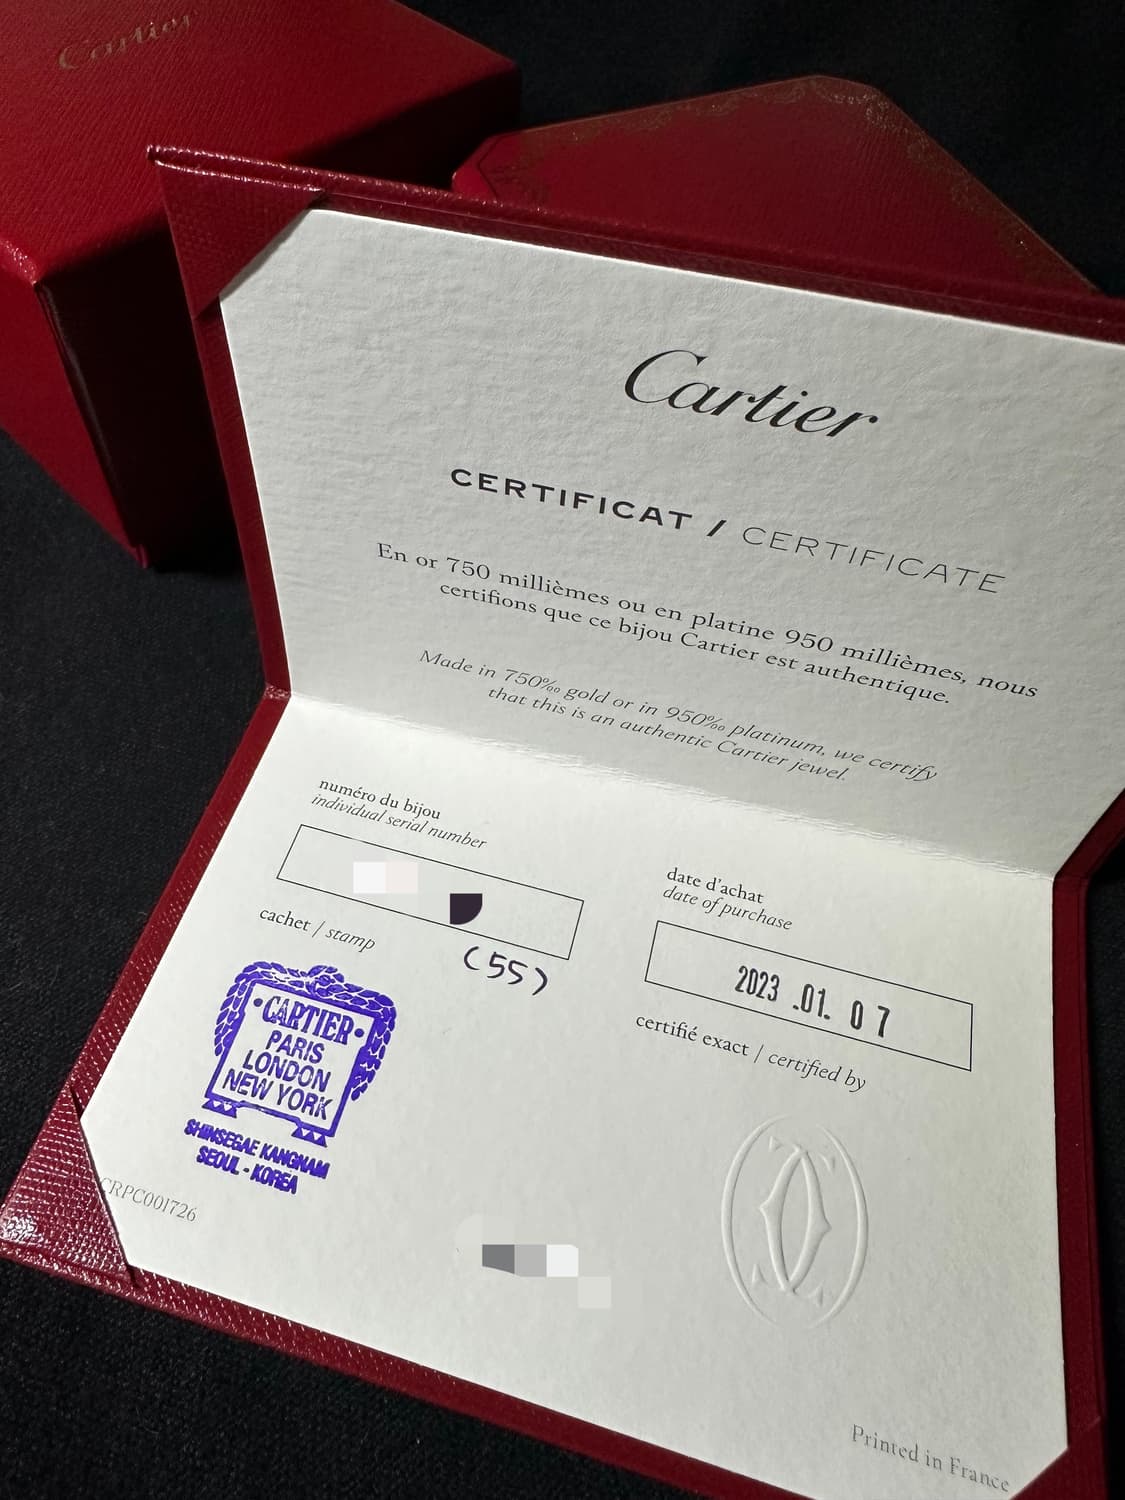 Cartier
Cartier
CERTIFICAT / CERTIFICATE
En or 750 millièmes ou en platine 950 millièmes, nous
certifions que ce bijou Cartier est authentique.
Made in 750‰ gold or in 950‰ platinum, we certify
that this is an authentic Cartier jewel.
numéro du bijou
individual serial number
(55)
date d'achat
date of purchase
2023 .01. 07
cachet / stamp
•CARTIER•
PARIS
LONDON
NEW YORK
SHINSEGAE KANGNAM
SEOUL - KOREA
certifié exact / certified by
CRPC001726
Printed in France